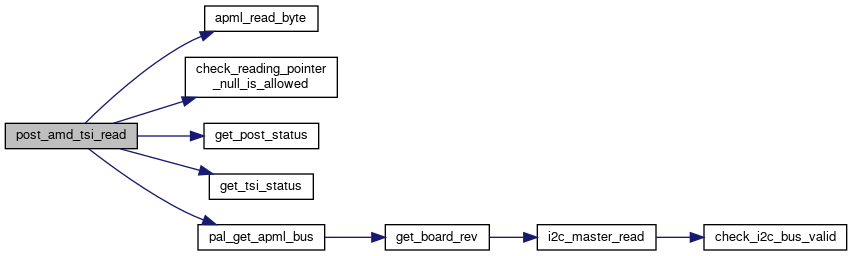 apml_read_byte
check_reading_pointer
_null_is_allowed
post_amd_tsi_read
get_post_status
get_tsi_status
pal_get_apml_bus
get_board_rev
i2c_master_read
check_i2c_bus_valid